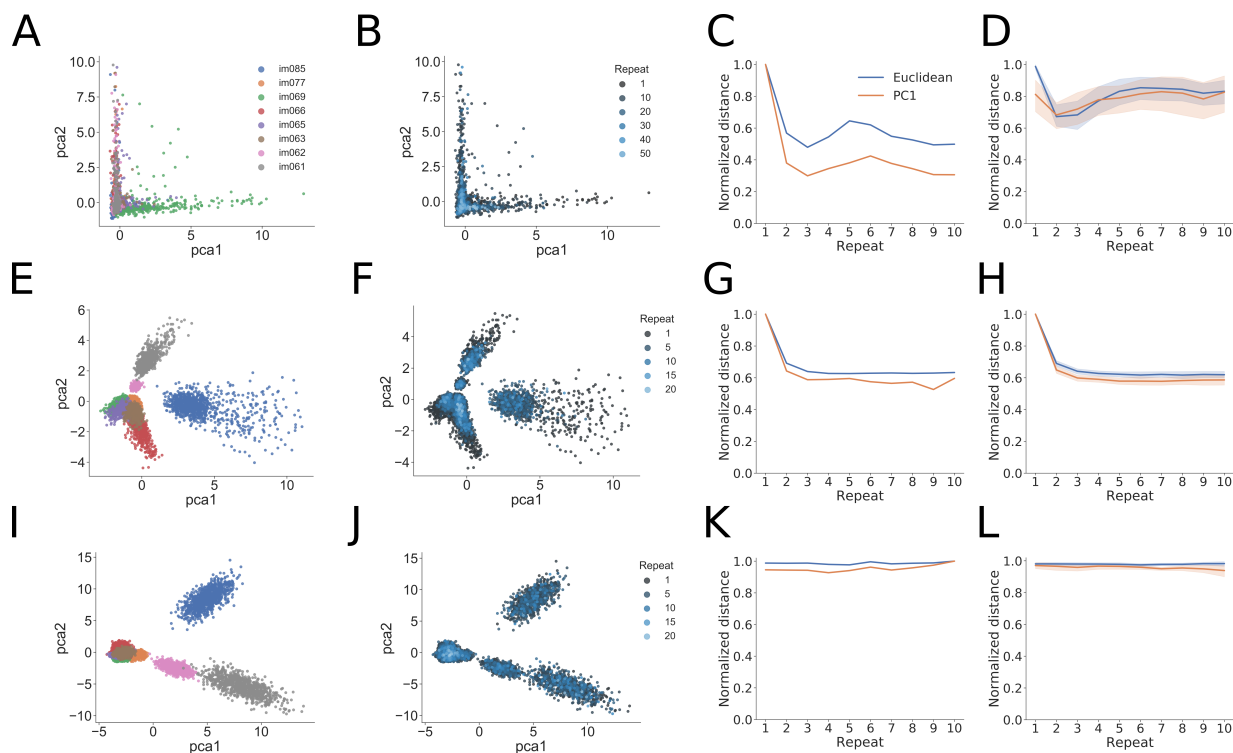 A
B
C
D
10.0
7.5
5.0
2.5
0.0
pca2
0
5
10
pca1
im085
im077
im069
im066
im065
im063
im062
im061
10.0
7.5
5.0
2.5
0.0
pca2
0
5
10
pca1
Repeat
1
10
20
30
40
50
1.0
0.8
0.6
0.4
0.2
0.0
Normalized distance
1 2 3 4 5 6 7 8 9 10
Repeat
Euclidean
PC1
1.0
0.8
0.6
0.4
0.2
0.0
Normalized distance
1 2 3 4 5 6 7 8 9 10
Repeat
E
F
G
H
6
4
2
0
−2
−4
pca2
0
5
10
pca1
4
2
0
−2
−4
pca2
0
5
10
pca1
Repeat
1
5
10
15
20
1.0
0.8
0.6
0.4
0.2
0.0
Normalized distance
1 2 3 4 5 6 7 8 9 10
Repeat
1.0
0.8
0.6
0.4
0.2
0.0
Normalized distance
1 2 3 4 5 6 7 8 9 10
Repeat
I
J
K
L
15
10
5
0
−5
−10
pca2
−5
0
5
10
pca1
15
10
5
0
−5
−10
pca2
−5
0
5
10
pca1
Repeat
1
5
10
15
20
1.0
0.8
0.6
0.4
0.2
0.0
Normalized distance
1 2 3 4 5 6 7 8 9 10
Repeat
1.0
0.8
0.6
0.4
0.2
0.0
Normalized distance
1 2 3 4 5 6 7 8 9 10
Repeat